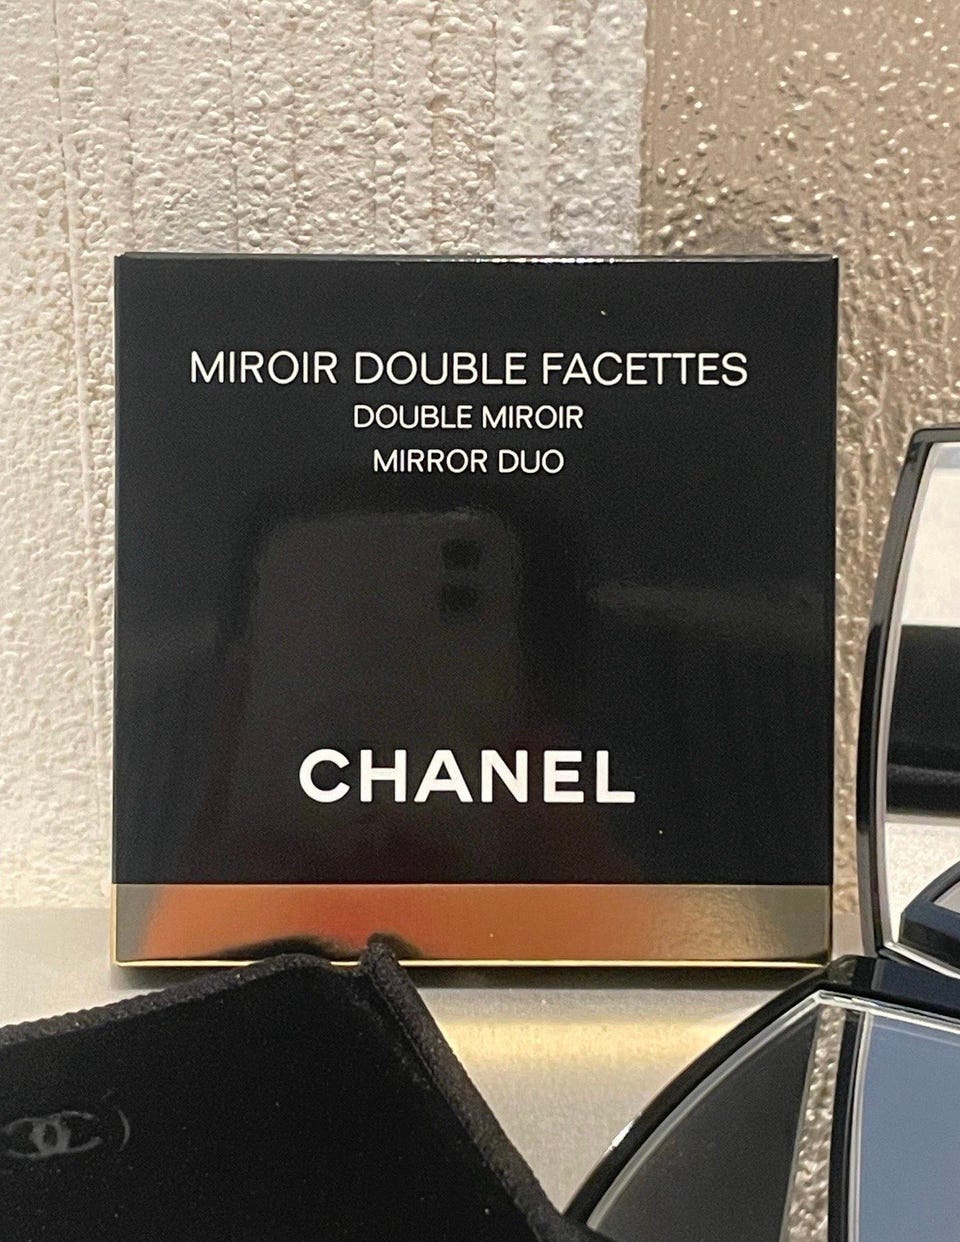 MIROIR DOUBLE FACETTES
DOUBLE MIROIR
MIRROR DUO
CHANEL